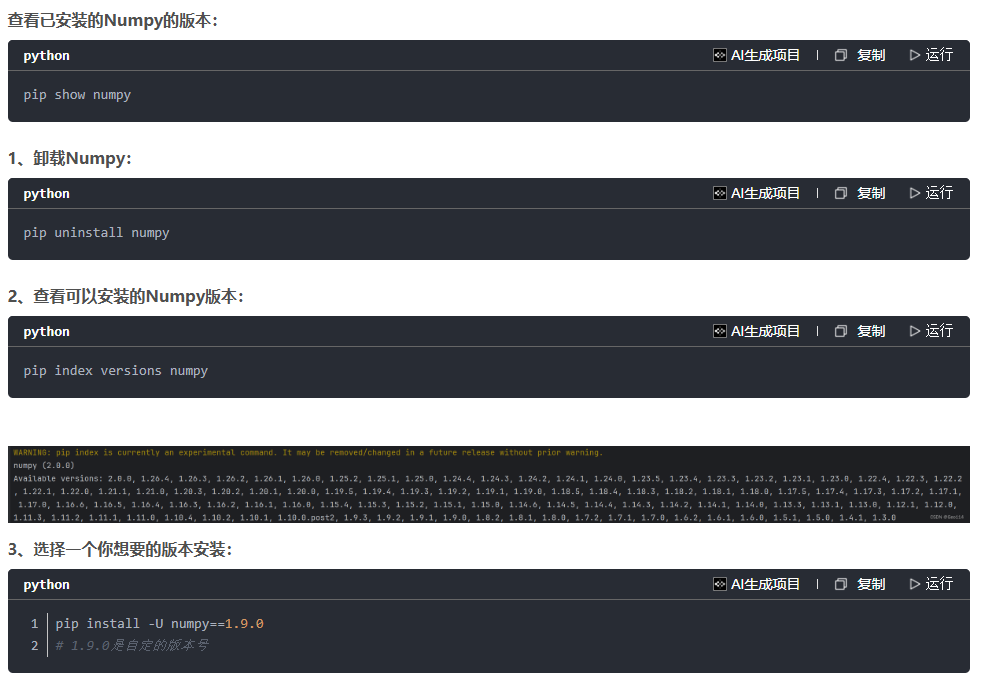 查看已安装的Numpy的版本：
python AI生成项目 复制 运行
pip show numpy
1、卸载Numpy：
python AI生成项目 复制 运行
pip uninstall numpy
2、查看可以安装的Numpy版本：
python AI生成项目 复制 运行
pip index versions numpy
WARNING: pip index is currently an experimental command. It may be removed/changed in a future release without prior warning.
numpy (2.0.0)
Available versions: 2.0.0, 1.26.4, 1.26.3, 1.26.2, 1.26.1, 1.26.0, 1.25.2, 1.25.1, 1.25.0, 1.24.4, 1.24.3, 1.24.2, 1.24.1, 1.24.0, 1.23.5, 1.23.4, 1.23.3, 1.23.2, 1.23.1, 1.23.0, 1.22.4, 1.22.3, 1.22.2
, 1.22.1, 1.22.0, 1.21.1, 1.21.0, 1.20.3, 1.20.2, 1.20.1, 1.20.0, 1.19.5, 1.19.4, 1.19.3, 1.19.2, 1.19.1, 1.19.0, 1.18.5, 1.18.4, 1.18.3, 1.18.2, 1.18.1, 1.18.0, 1.17.5, 1.17.4, 1.17.3, 1.17.2, 1.17.1,
1.17.0, 1.16.6, 1.16.5, 1.16.4, 1.16.3, 1.16.2, 1.16.1, 1.16.0, 1.15.4, 1.15.3, 1.15.2, 1.15.1, 1.15.0, 1.14.6, 1.14.5, 1.14.4, 1.14.3, 1.14.2, 1.14.1, 1.14.0, 1.13.3, 1.13.1, 1.13.0, 1.12.1, 1.12.0,
1.11.3, 1.11.2, 1.11.1, 1.11.0, 1.10.4, 1.10.2, 1.10.1, 1.10.0.post2, 1.9.3, 1.9.2, 1.9.1, 1.9.0, 1.8.2, 1.8.1, 1.8.0, 1.7.2, 1.7.1, 1.7.0, 1.6.2, 1.6.1, 1.6.0, 1.5.1, 1.5.0, 1.4.1, 1.3.0
3、选择一个你想要的版本安装：
python AI生成项目 复制 运行
1 pip install -U numpy==1.9.0
2 # 1.9.0是自定的版本号